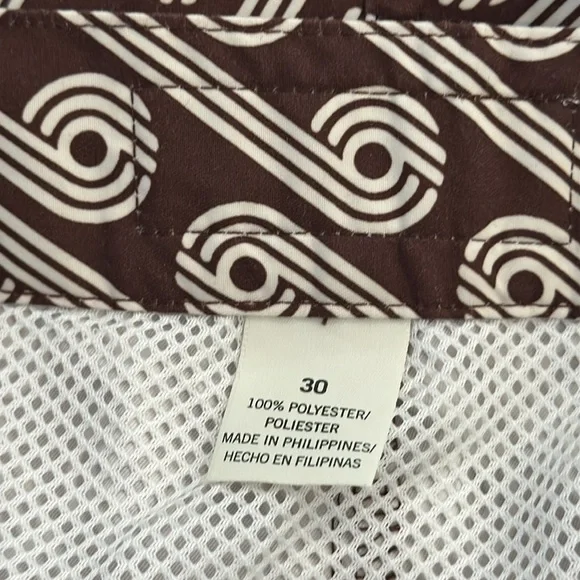 30
100% POLYESTER/
POLIESTER
MADE IN PHILIPPINES/
HECHO EN FILIPINAS